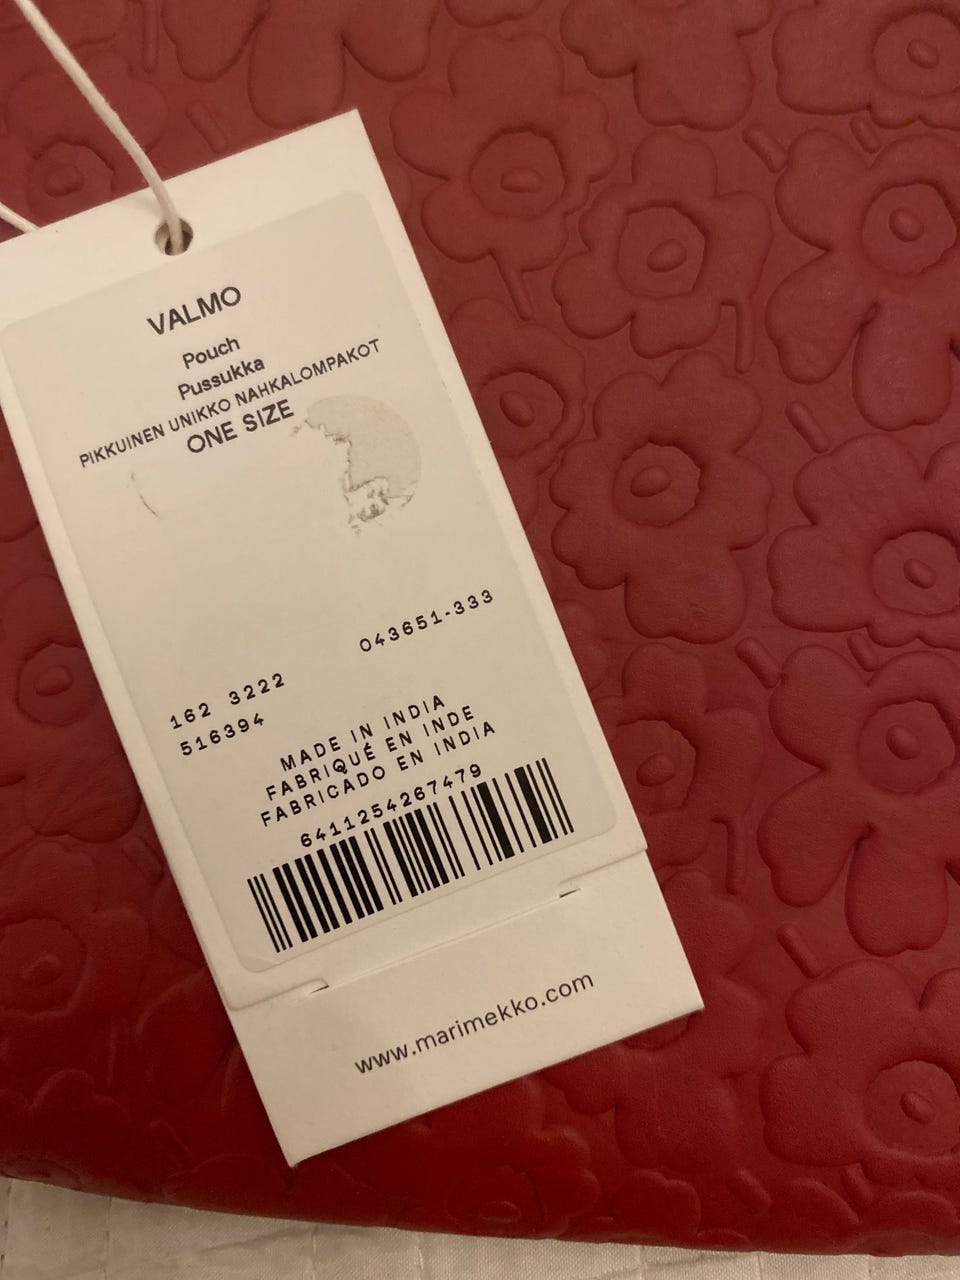 VALMO
Pouch
Pussukka
PIKKUINEN UNIKKO NAHKALOMPAKOT
ONE SIZE
043651-333
162 3222
516394
MADE IN INDIA
FABRIQUÉ EN INDE
FABRICADO EN INDIA
6411254267479
www.marimekko.com